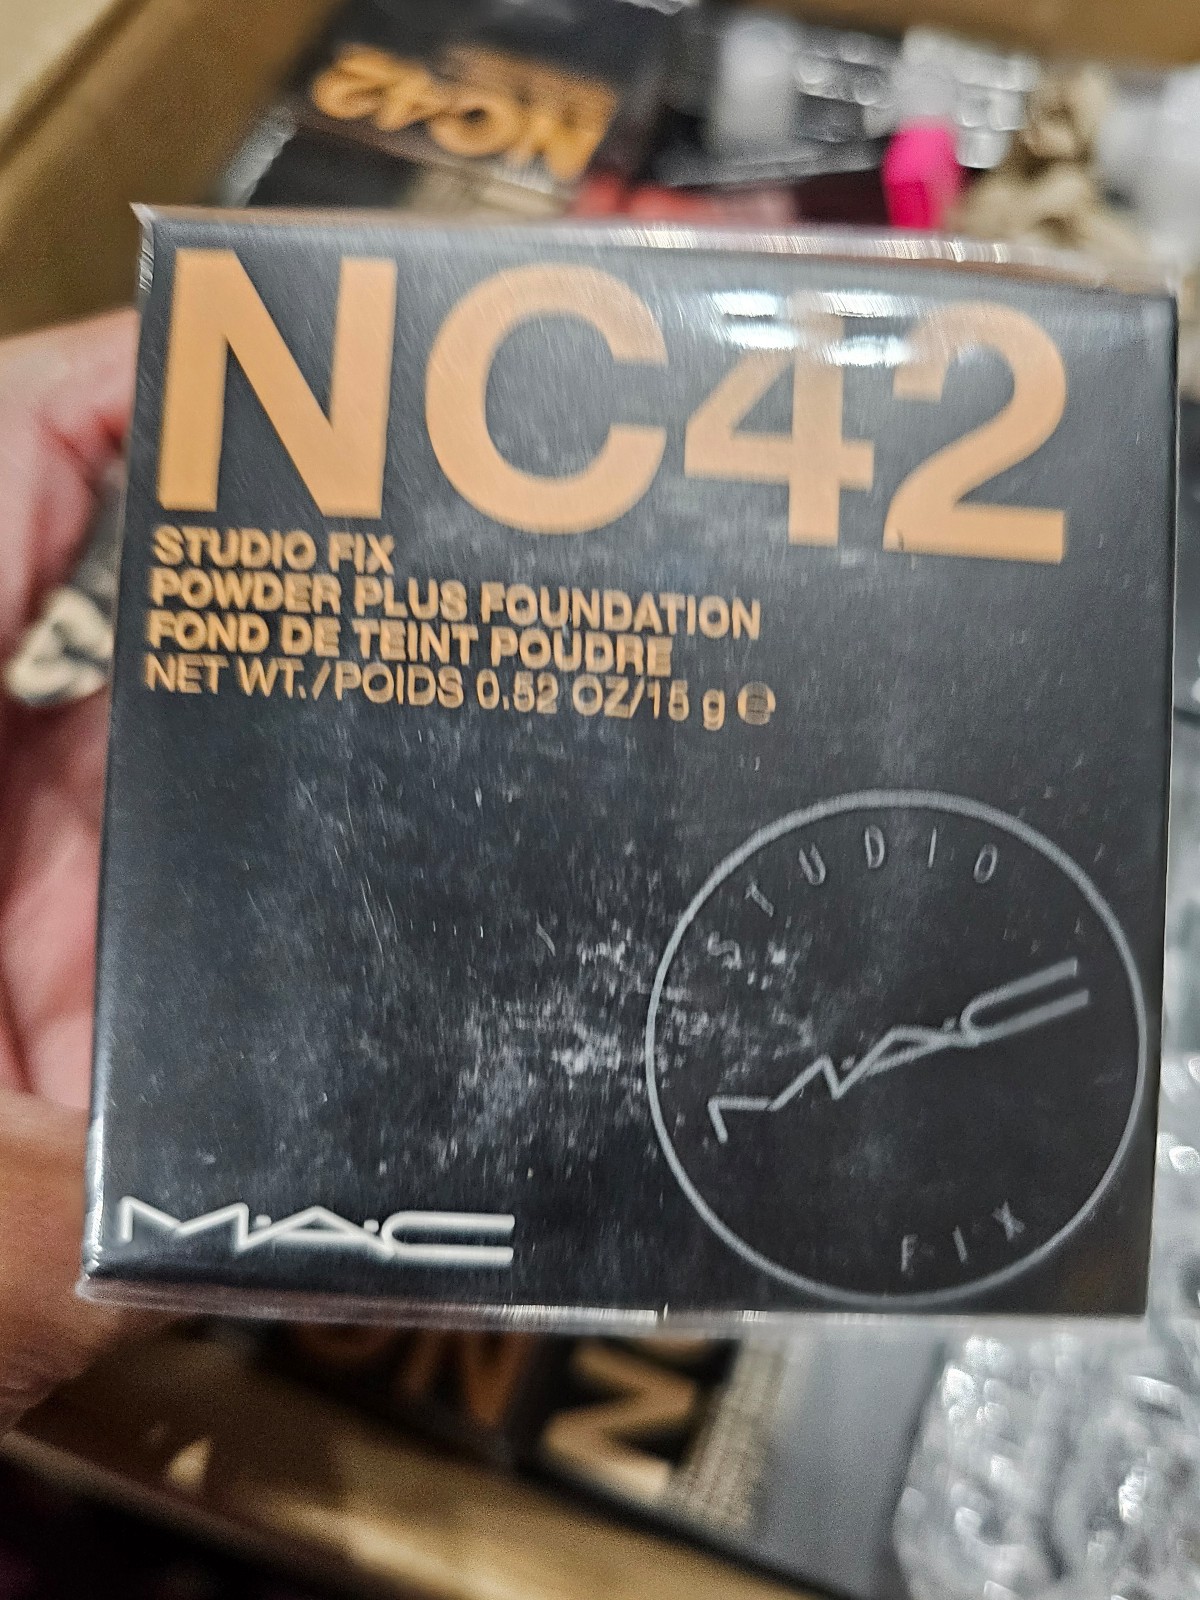 NC42
STUDIO FIX
POWDER PLUS FOUNDATION
FOND DE TEINT POUDRE
NET WT./POIDS 0.52 OZ/15 g ℮
STUDIO
M·A·C
FIX
M·A·C
NC42